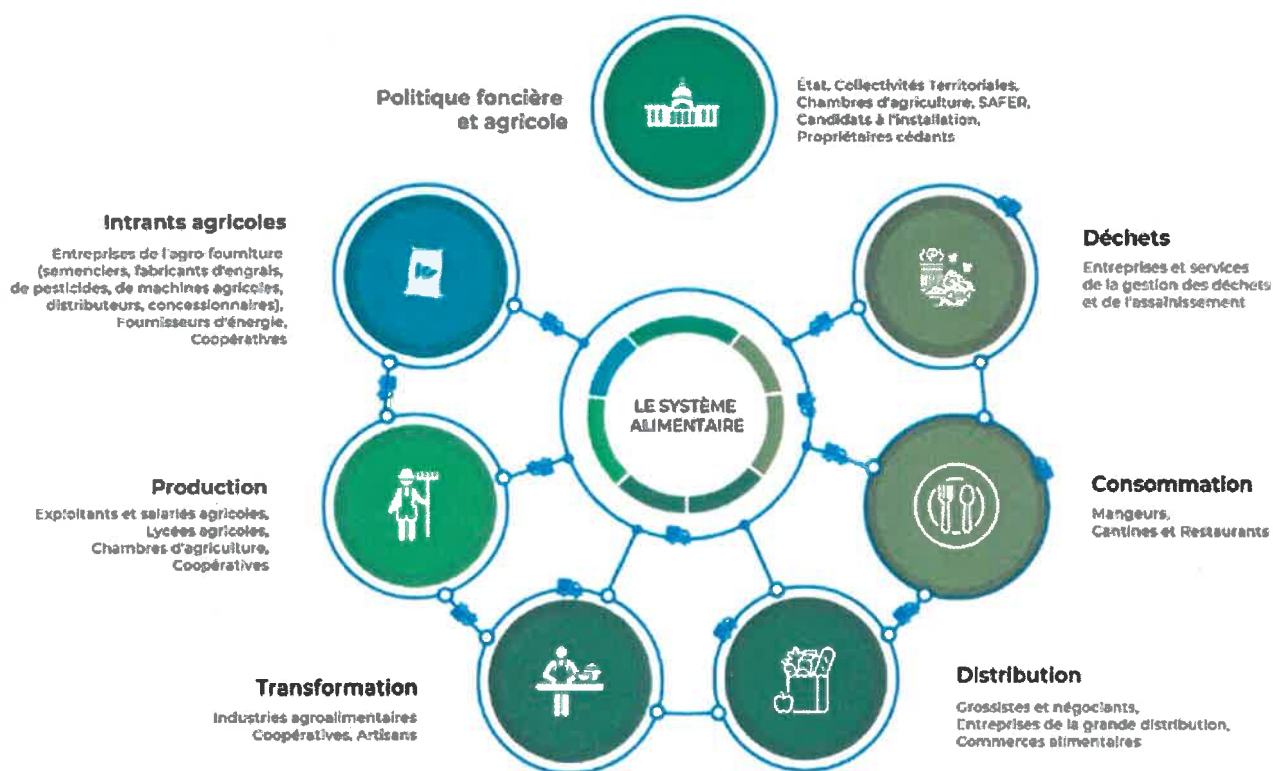 Politique foncière
et agricole
État, Collectivités Territoriales,
Chambres d'agriculture, SAFER,
Candidats à l'installation,
Propriétaires cédants
Intrants agricoles
Entreprises de l'agro fourniture
(semenciers, fabricants d'engrais,
de pesticides, de machines agricoles,
distributeurs, concessionnaires),
Fournisseurs d'énergie,
Coopératives
Déchets
Entreprises et services
de la gestion des déchets
et de l'assainissement
LE SYSTÈME
ALIMENTAIRE
Production
Exploitants et salariés agricoles,
Lycées agricoles,
Chambres d'agriculture,
Coopératives
Consommation
Mangeurs,
Cantines et Restaurants
Transformation
Industries agroalimentaires
Coopératives, Artisans
Distribution
Grossistes et négociants,
Entreprises de la grande distribution,
Commerces alimentaires